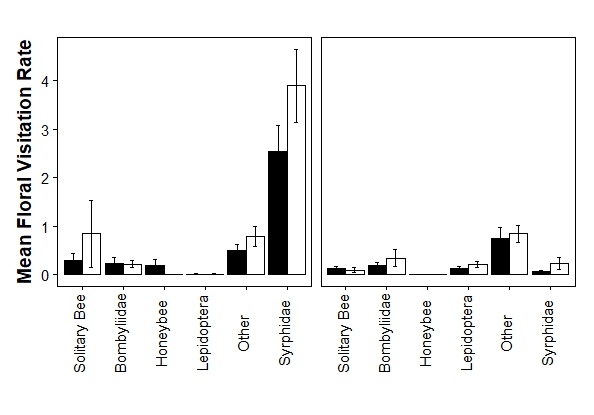 Mean Floral Visitation Rate
4
3
2
1
0
Solitary Bee
Bombyliidae
Honeybee
Lepidoptera
Other
Syrphidae
Solitary Bee
Bombyliidae
Honeybee
Lepidoptera
Other
Syrphidae